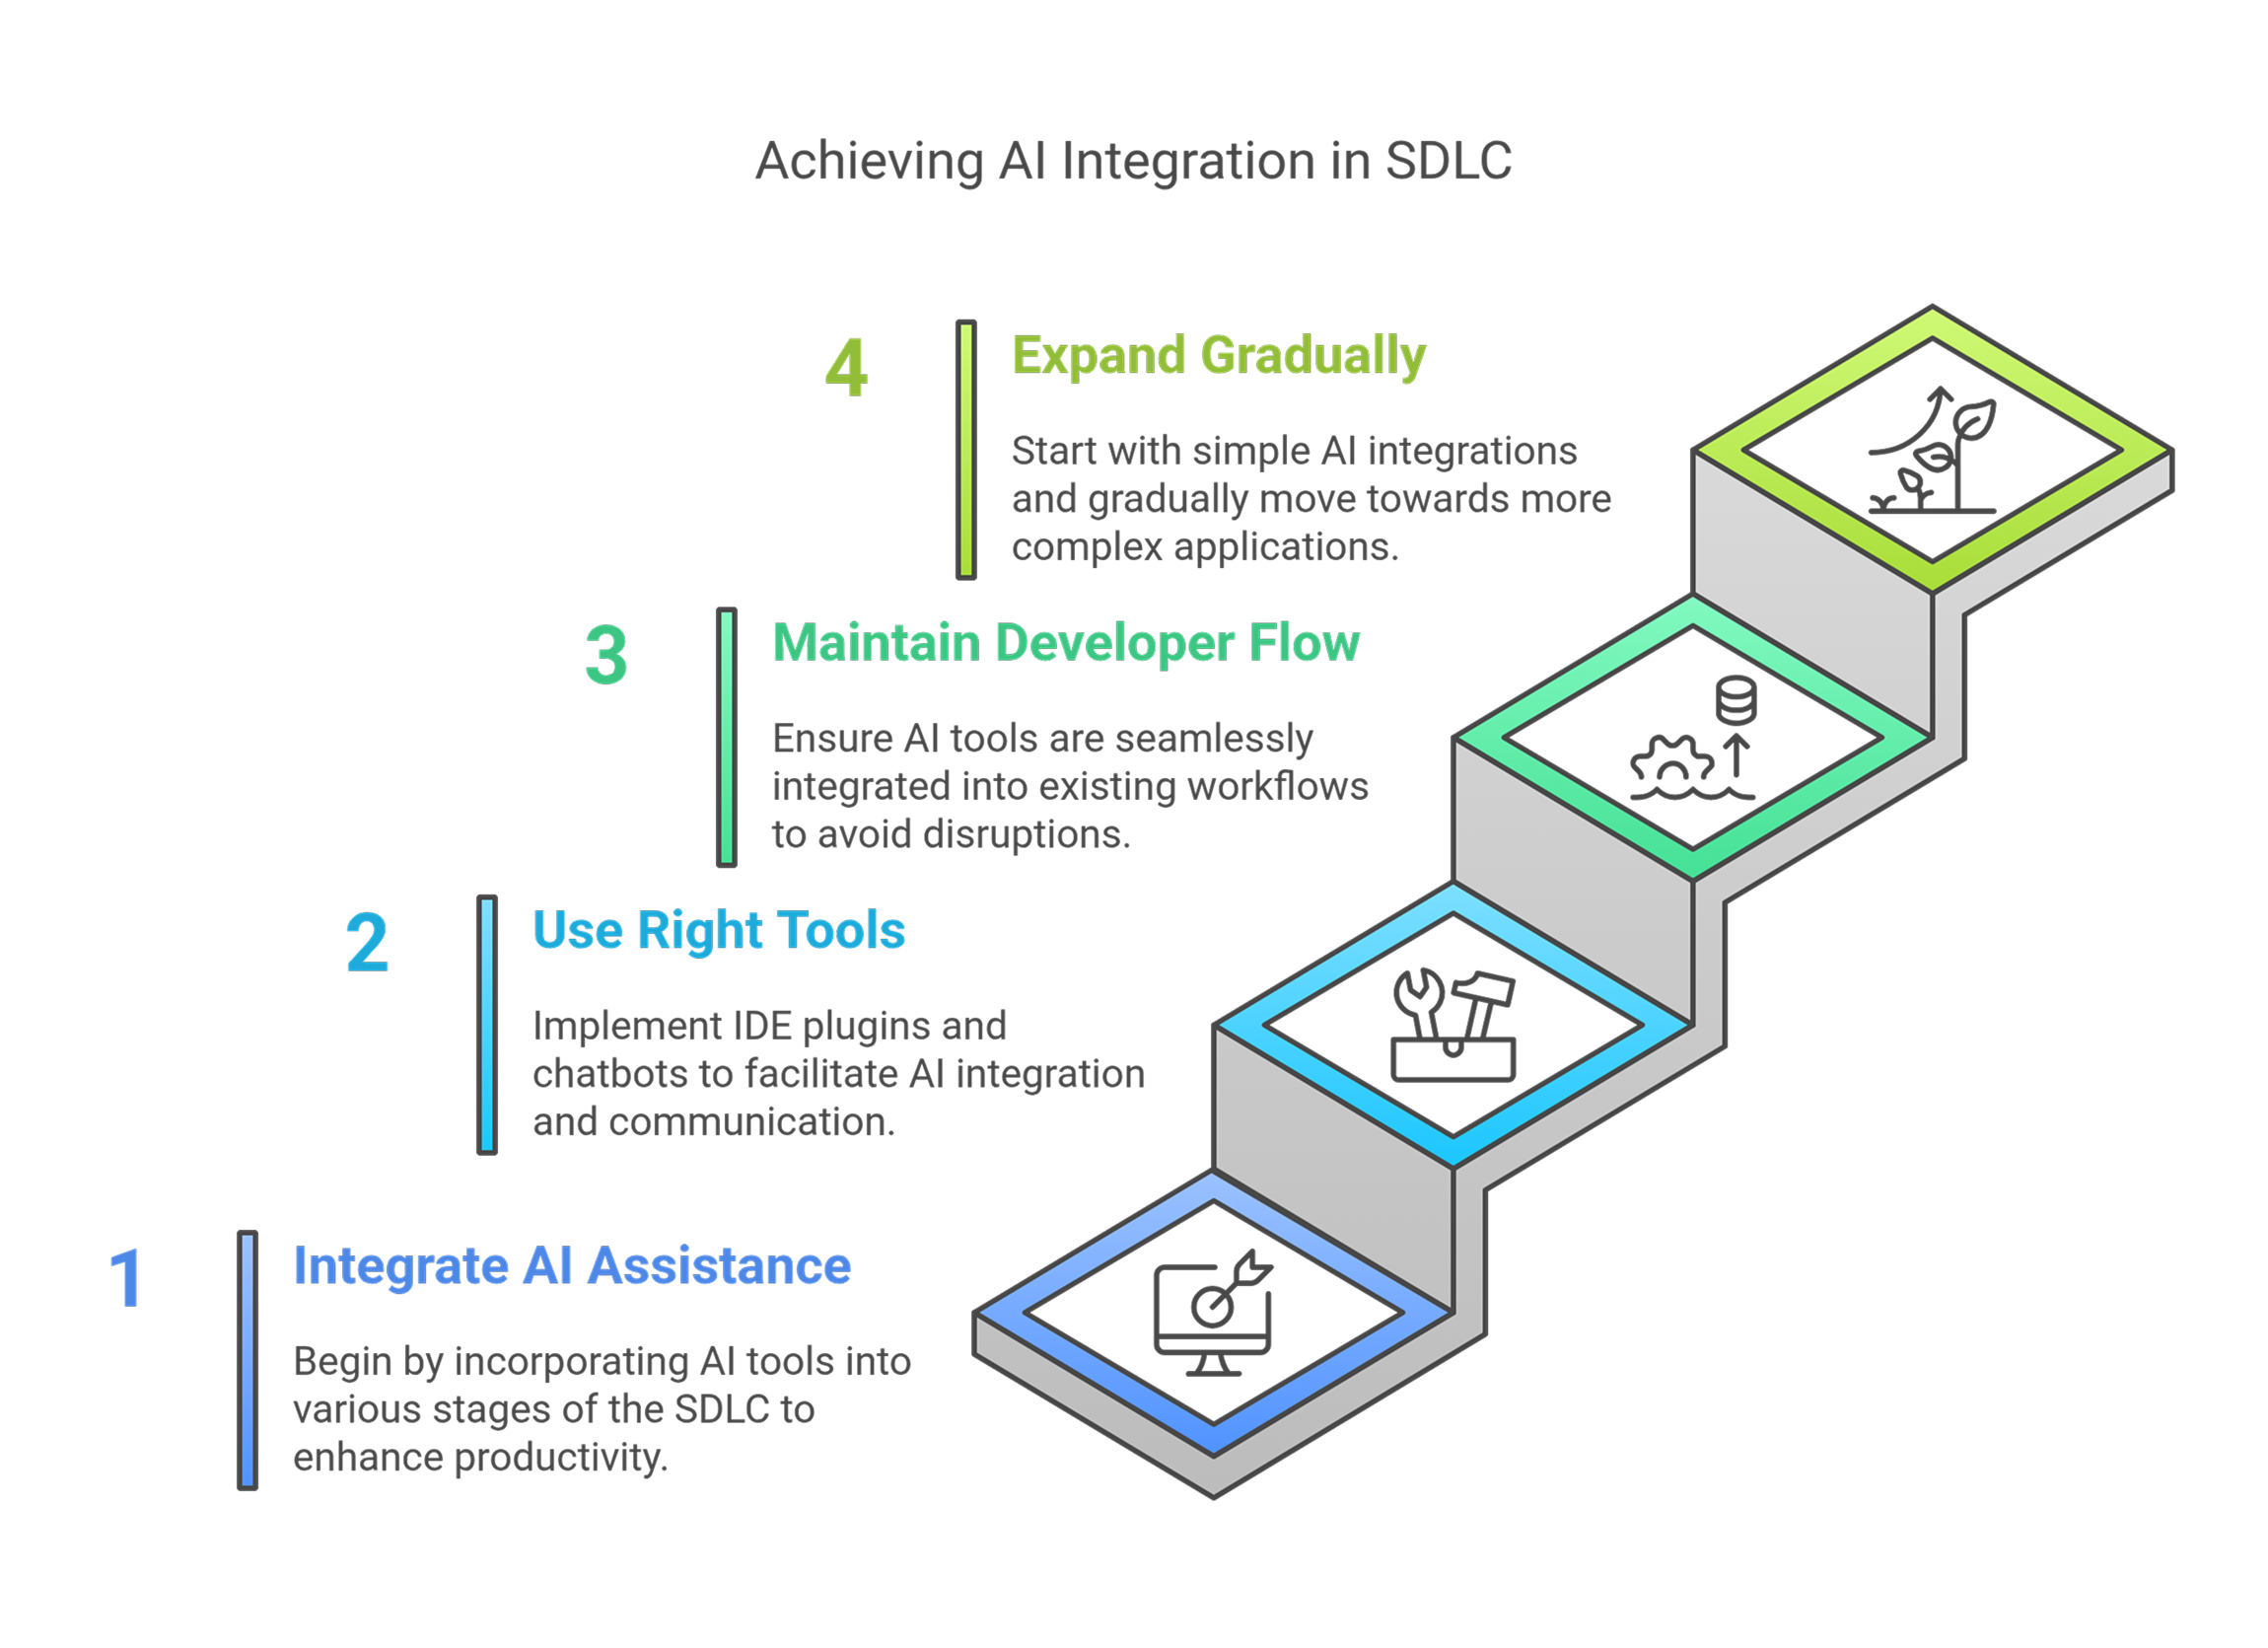 Achieving AI Integration in SDLC
4
Expand Gradually
Start with simple AI integrations
and gradually move towards more
complex applications.
3
Maintain Developer Flow
Ensure AI tools are seamlessly
integrated into existing workflows
to avoid disruptions.
2
Use Right Tools
Implement IDE plugins and
chatbots to facilitate AI integration
and communication.
1
Integrate AI Assistance
Begin by incorporating AI tools into
various stages of the SDLC to
enhance productivity.